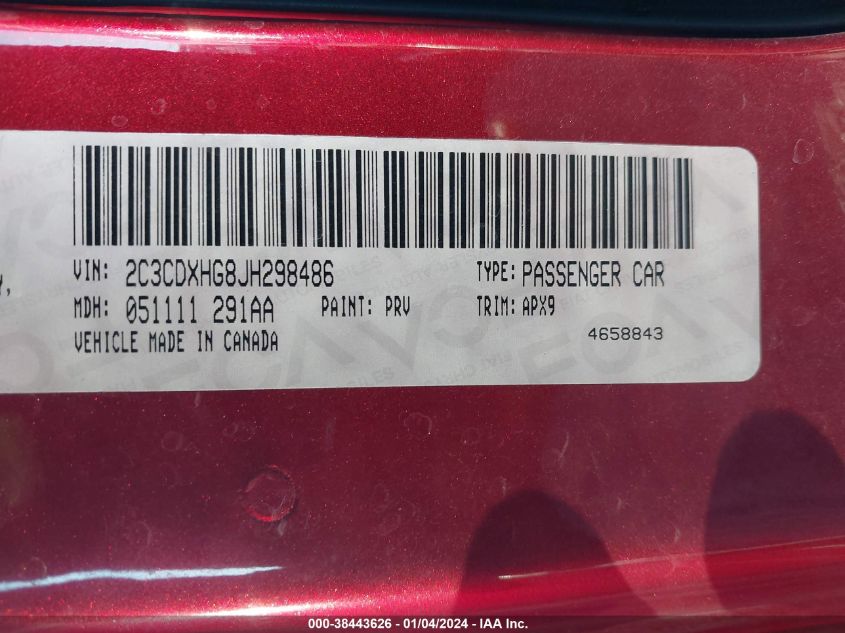 Y,
VIN: 2C3CDXHG8JH298486 TYPE: PASSENGER CAR
MDH: 051111 291AA PAINT: PRV TRIM: APX9
VEHICLE MADE IN CANADA
4658843
000-38443626 - 01/04/2024 - IAA Inc.